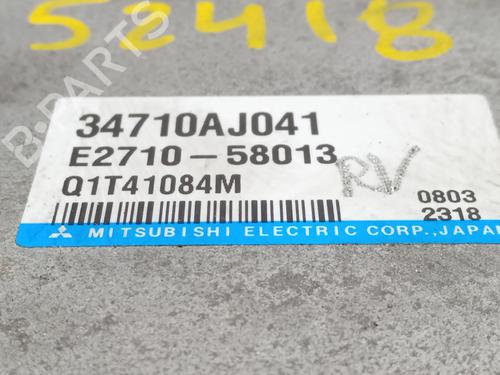 52418
B-PARTS
34710AJ041
E2710-58013
RV
Q1T41084M
0803
2318
MITSUBISHI ELECTRIC CORP.,JAPAN